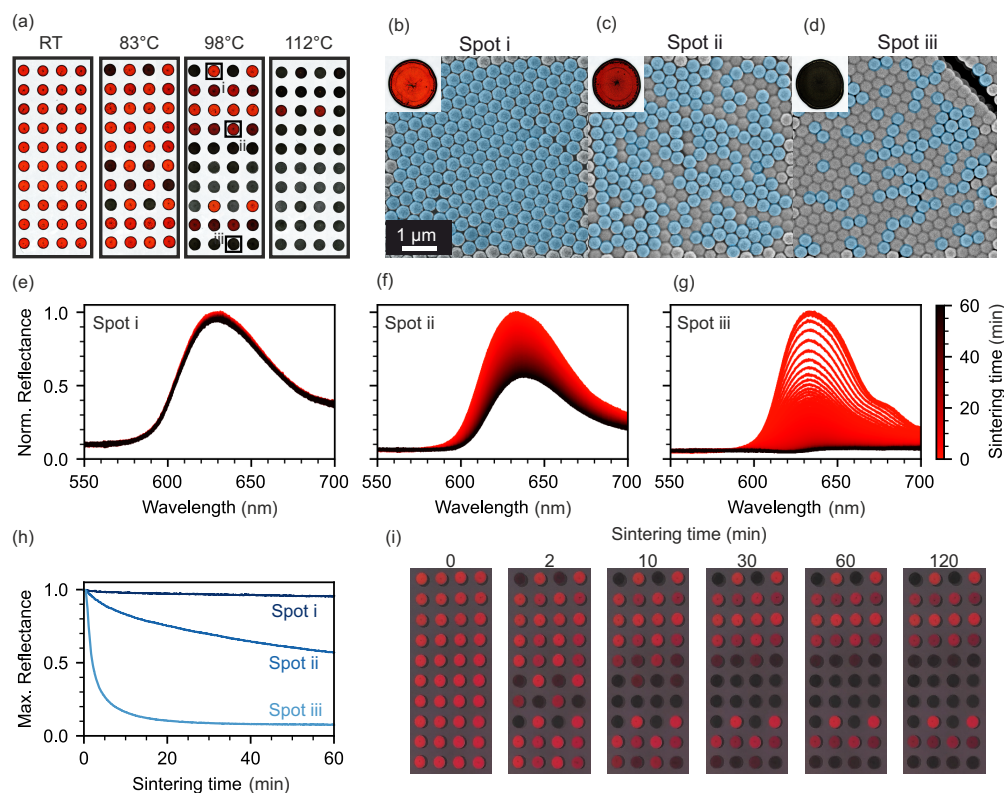 (a)
RT 83°C 98°C 112°C
ii
iii
(b) Spot i
(c) Spot ii
(d) Spot iii
1 μm
(e)
Spot i
Norm. Reflectance
1.0
0.5
0.0
550 600 650 700
Wavelength (nm)
(f)
Spot ii
550 600 650 700
Wavelength (nm)
(g)
Spot iii
550 600 650 700
Wavelength (nm)
60
40
20
0
Sintering time (min)
(h)
Max. Reflectance
1.0
0.5
0.0
Spot i
Spot ii
Spot iii
0 20 40 60
Sintering time (min)
(i)
Sintering time (min)
0 2 10 30 60 120